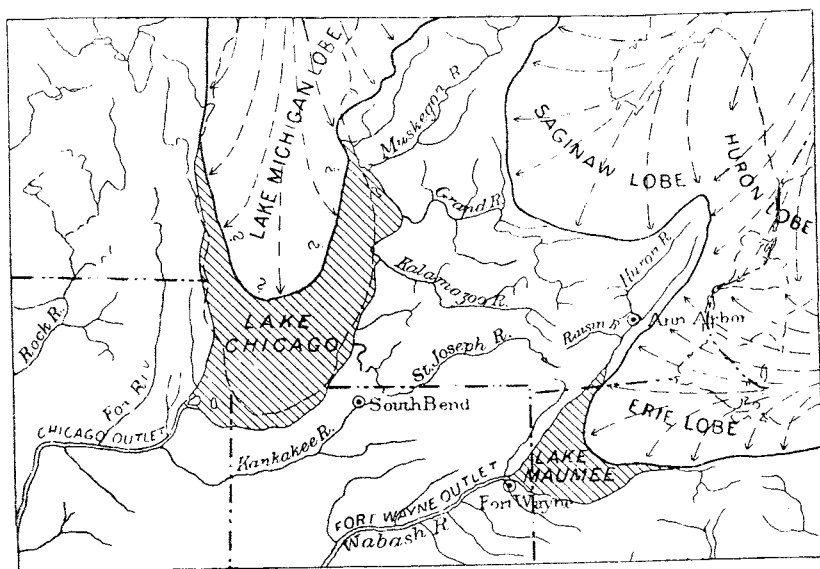 LAKE MICHIGAN LOBE
Muskegon R.
SAGINAW LOBE
HURON LOBE
Grand R.
Huron R.
Kalamazoo R.
LAKE CHICAGO
Rock R.
Fox Riv
Raisin R
Ann Arbor
St. Joseph R.
South Bend
ERIE LOBE
CHICAGO OUTLET
Kankakee R.
LAKE MAUMEE
FORT WAYNE OUTLET
Fort Wayne
Wabash R
? ? ? ? ? ?